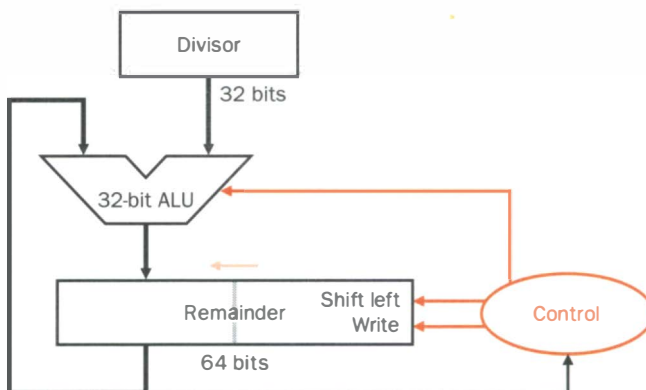 Divisor
32 bits
32-bit ALU
Remainder
Shift left
Write
64 bits
Control